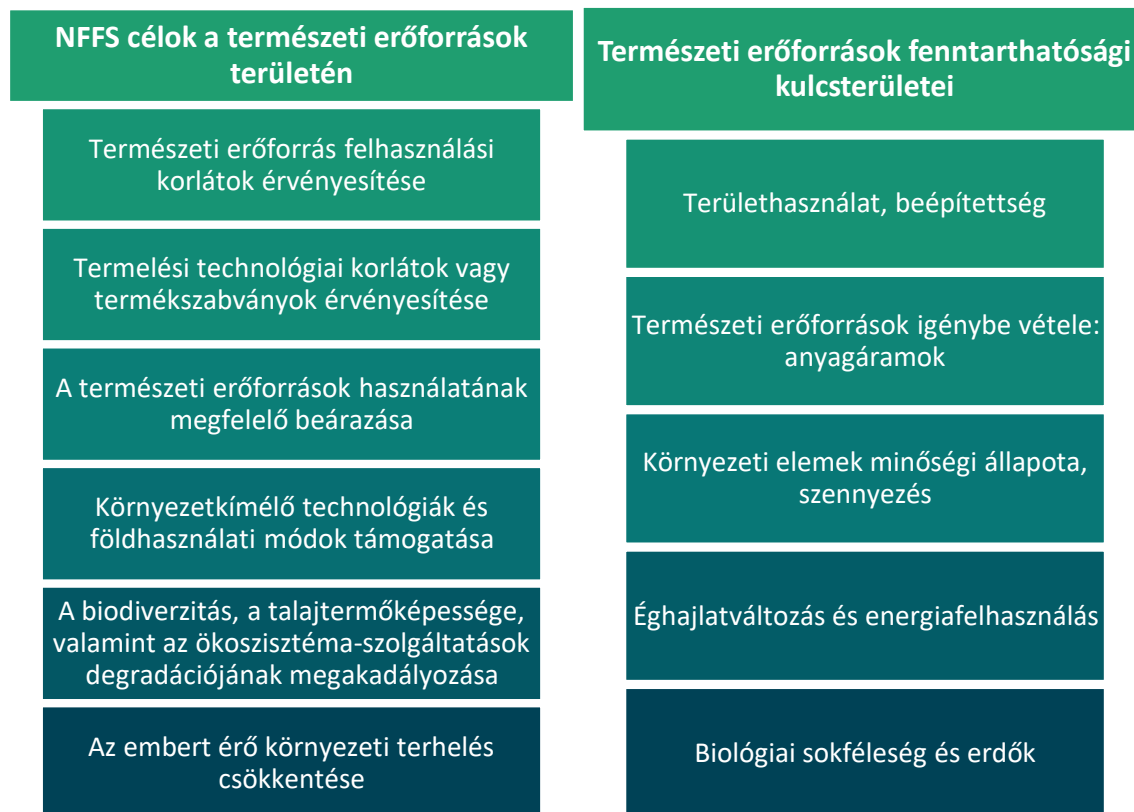 NFFS célok a természeti erőforrások
területén
Természeti erőforrás felhasználási
korlátok érvényesítése
Termelési technológiai korlátok vagy
termékszabványok érvényesítése
A természeti erőforrások használatának
megfelelő beárazása
Környezetkímélő technológiák és
földhasználati módok támogatása
A biodiverzitás, a talajtermőképessége,
valamint az ökoszisztéma-szolgáltatások
degradációjának megakadályozása
Az embert érő környezeti terhelés
csökkentése
Természeti erőforrások fenntarthatósági
kulcsterületei
Területhasználat, beépítettség
Természeti erőforrások igénybe vétele:
anyagáramok
Környezeti elemek minőségi állapota,
szennyezés
Éghajlatváltozás és energiafelhasználás
Biológiai sokféleség és erdők